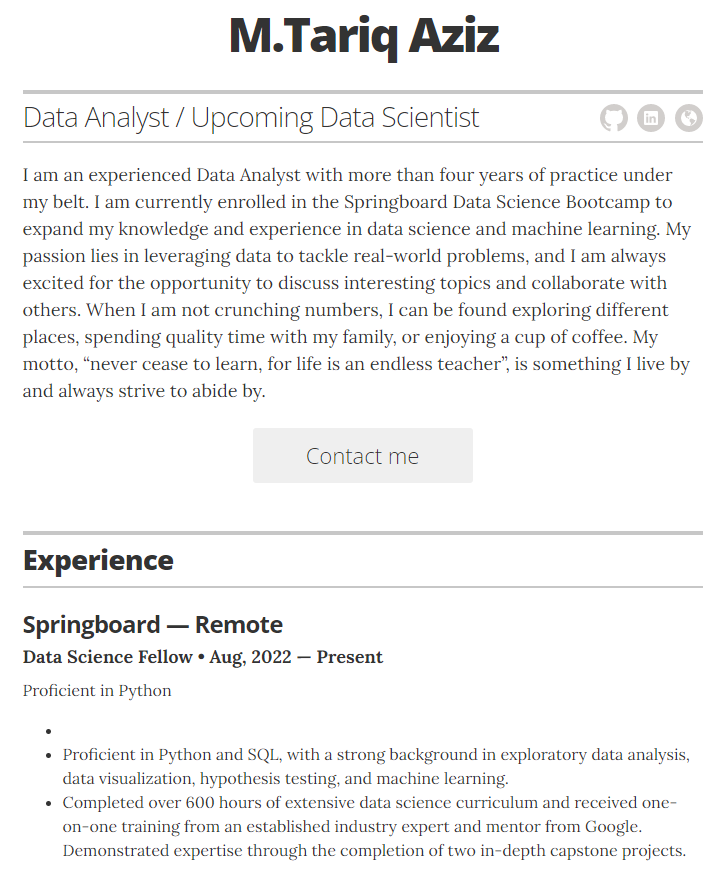 M.Tariq Aziz
Data Analyst / Upcoming Data Scientist
I am an experienced Data Analyst with more than four years of practice under
my belt. I am currently enrolled in the Springboard Data Science Bootcamp to
expand my knowledge and experience in data science and machine learning. My
passion lies in leveraging data to tackle real-world problems, and I am always
excited for the opportunity to discuss interesting topics and collaborate with
others. When I am not crunching numbers, I can be found exploring different
places, spending quality time with my family, or enjoying a cup of coffee. My
motto, “never cease to learn, for life is an endless teacher”, is something I live by
and always strive to abide by.
Contact me
Experience
Springboard — Remote
Data Science Fellow • Aug, 2022 — Present
Proficient in Python
•
• Proficient in Python and SQL, with a strong background in exploratory data analysis,
data visualization, hypothesis testing, and machine learning.
• Completed over 600 hours of extensive data science curriculum and received one-
on-one training from an established industry expert and mentor from Google.
Demonstrated expertise through the completion of two in-depth capstone projects.